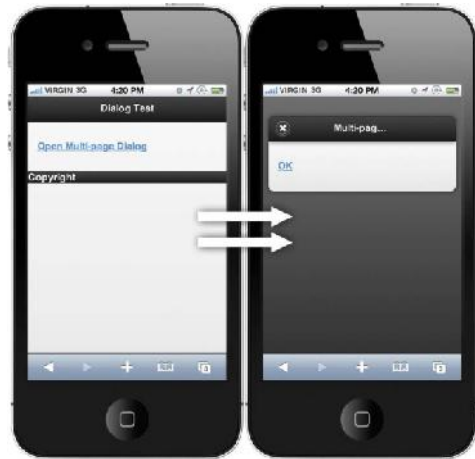 VIRGIN 3G 4:20 PM
Dialog Test
Open Multi-page Dialog
Copyright
VIRGIN 3G 4:20 PM
Multi-pag...
OK